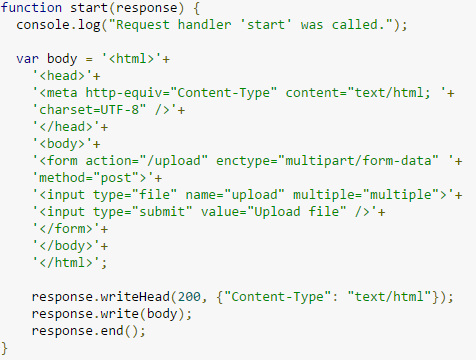 function start(response) {
  console.log("Request handler 'start' was called.");

  var body = '<html>'+
    '<head>'+
    '<meta http-equiv="Content-Type" content="text/html; '+
    'charset=UTF-8" />'+
    '</head>'+
    '<body>'+
    '<form action="/upload" enctype="multipart/form-data" '+
    'method="post">'+
    '<input type="file" name="upload" multiple="multiple">'+
    '<input type="submit" value="Upload file" />'+
    '</form>'+
    '</body>'+
    '</html>';

    response.writeHead(200, {"Content-Type": "text/html"});
    response.write(body);
    response.end();
}